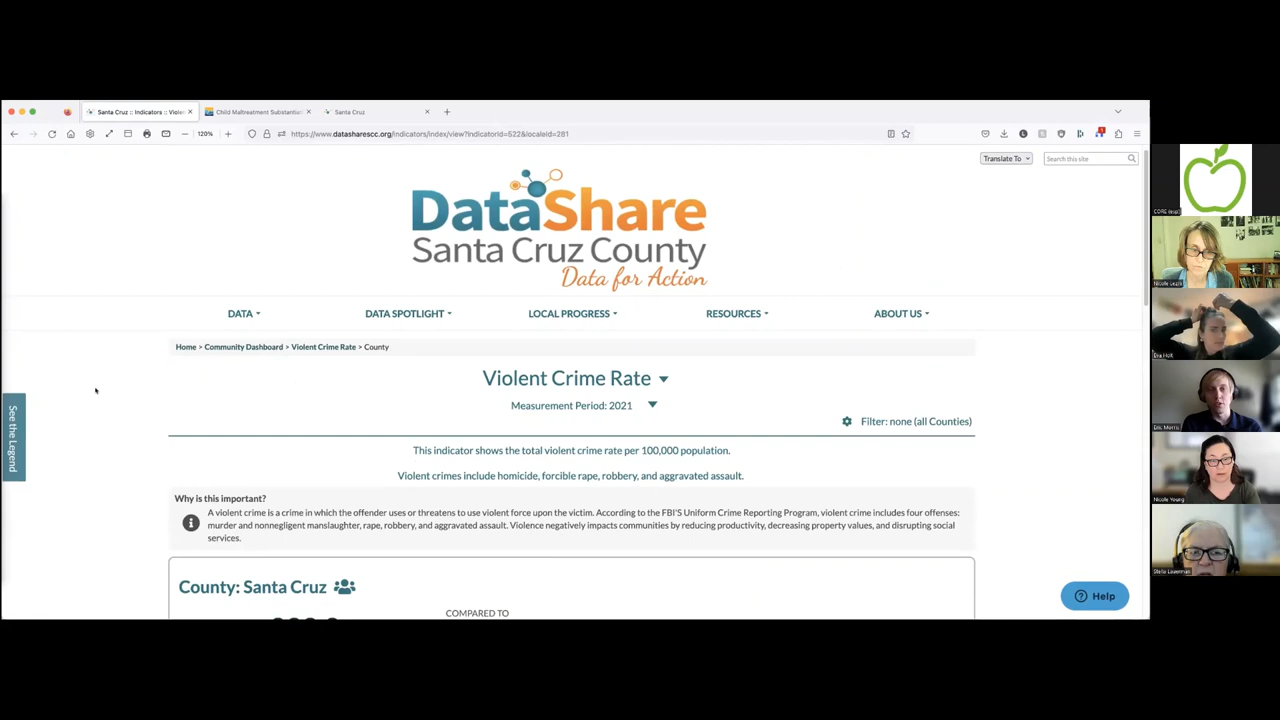 Santa Cruz :: Indicators :: Violen
Child Maltreatment Substantiat
Santa Cruz
120%
https://www.datasharescc.org/indicators/index/view?indicatorId=522&localeId=281
Translate To
Search this site
DataShare
Santa Cruz County
Data for Action
DATA
DATA SPOTLIGHT
LOCAL PROGRESS
RESOURCES
ABOUT US
Home > Community Dashboard > Violent Crime Rate > County
Violent Crime Rate
Measurement Period: 2021
Filter: none (all Counties)
This indicator shows the total violent crime rate per 100,000 population.
Violent crimes include homicide, forcible rape, robbery, and aggravated assault.
Why is this important?
A violent crime is a crime in which the offender uses or threatens to use violent force upon the victim. According to the FBI'S Uniform Crime Reporting Program, violent crime includes four offenses:
murder and nonnegligent manslaughter, rape, robbery, and aggravated assault. Violence negatively impacts communities by reducing productivity, decreasing property values, and disrupting social
services.
County: Santa Cruz
COMPARED TO
See the Legend
Help
Eva Holt
Nicole Young